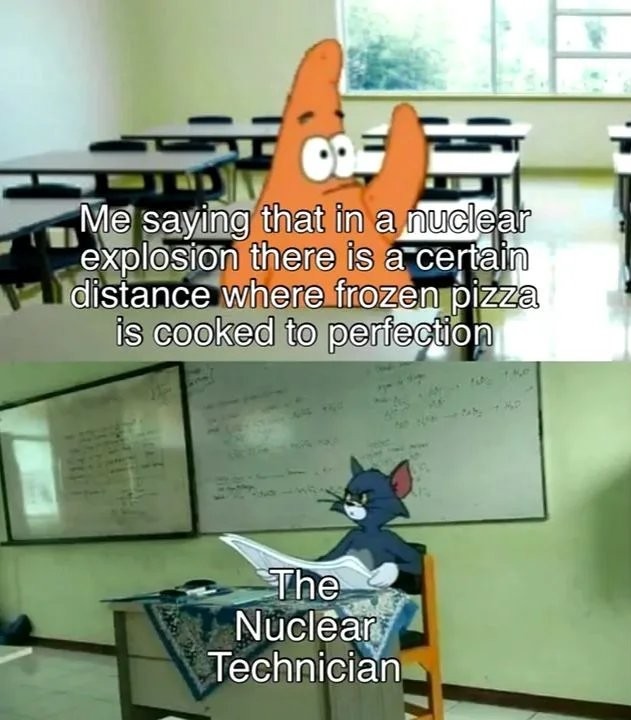 Me saying that in a nuclear
explosion there is a certain
distance where frozen pizza
is cooked to perfection
The
Nuclear
Technician